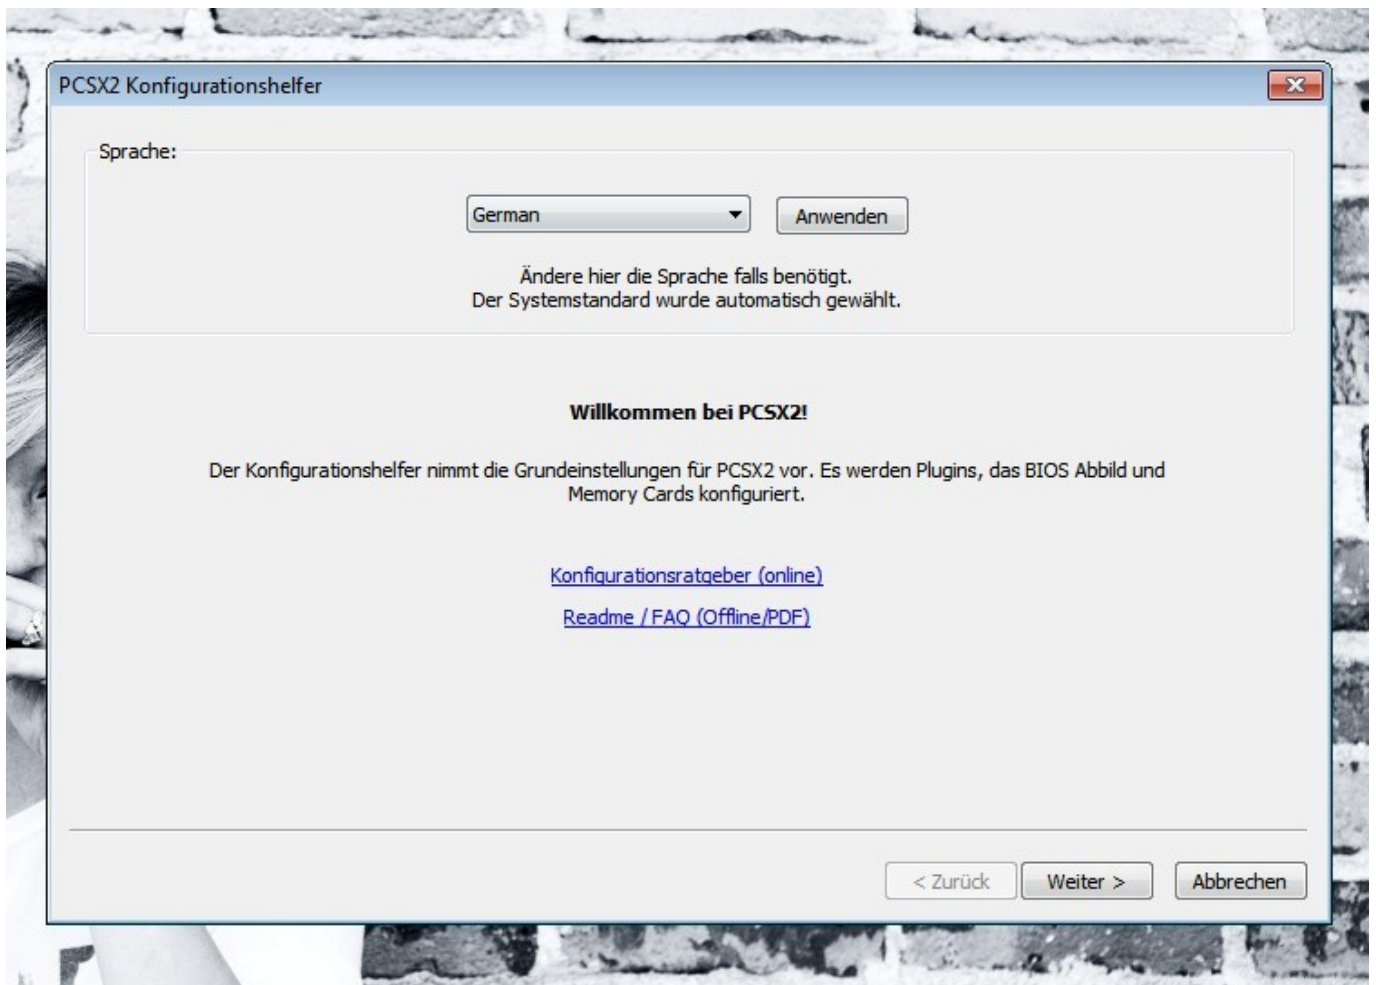 PCSX2 Konfigurationshelfer
Sprache:
German
Anwenden
Ändere hier die Sprache falls benötigt.
Der Systemstandard wurde automatisch gewählt.
Willkommen bei PCSX2!
Der Konfigurationshelfer nimmt die Grundeinstellungen für PCSX2 vor. Es werden Plugins, das BIOS Abbild und
Memory Cards konfiguriert.
Konfigurationsratgeber (online)
Readme / FAQ (Offline/PDF)
< Zurück
Weiter >
Abbrechen